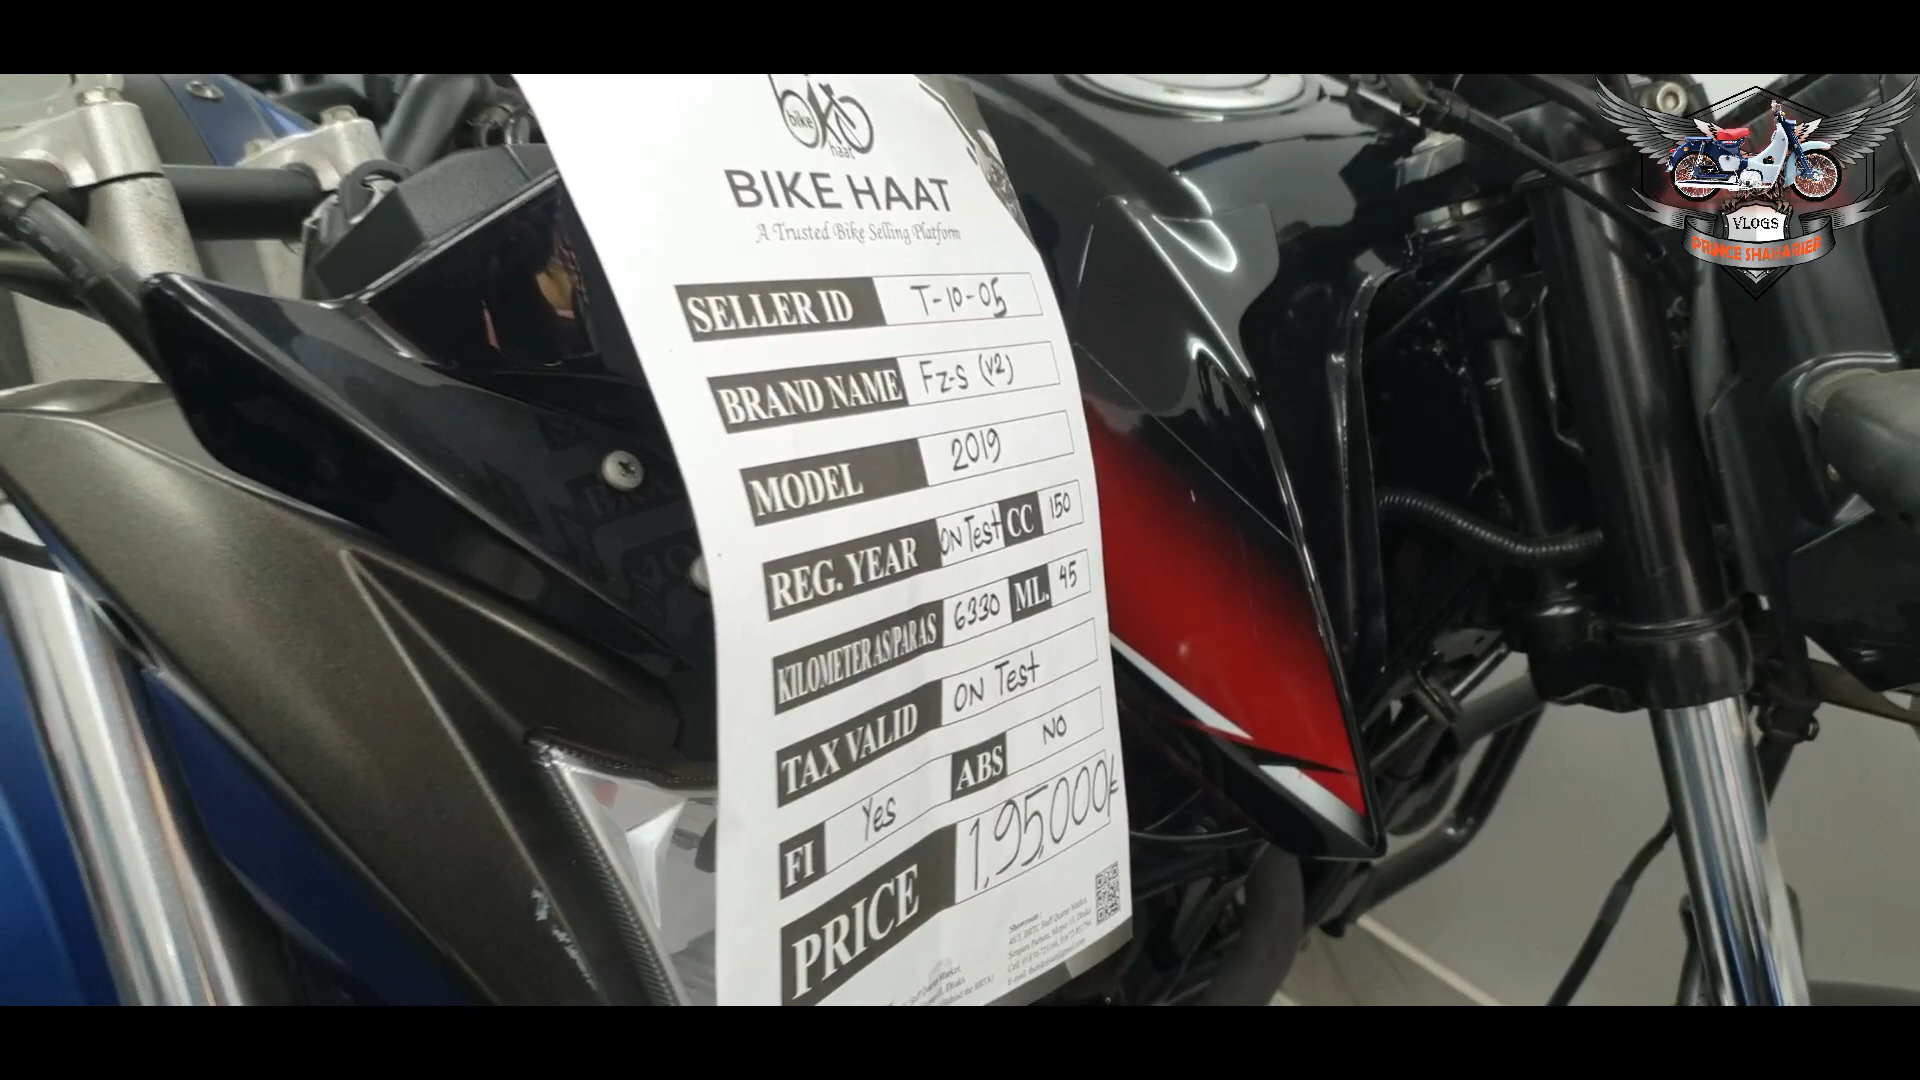 bike
haat
BIKE HAAT
A Trusted Bike Selling Platform
SELLER ID T-10-05
BRAND NAME Fz-S (V2)
MODEL 2019
REG. YEAR ON Test CC 150
KILOMETERAS/PARAS 6330 ML. 45
TAX VALID ON Test
FI Yes ABS NO
PRICE 1,95,000/=
Showroom :
VLOGS
PRINCE SHAHARIER